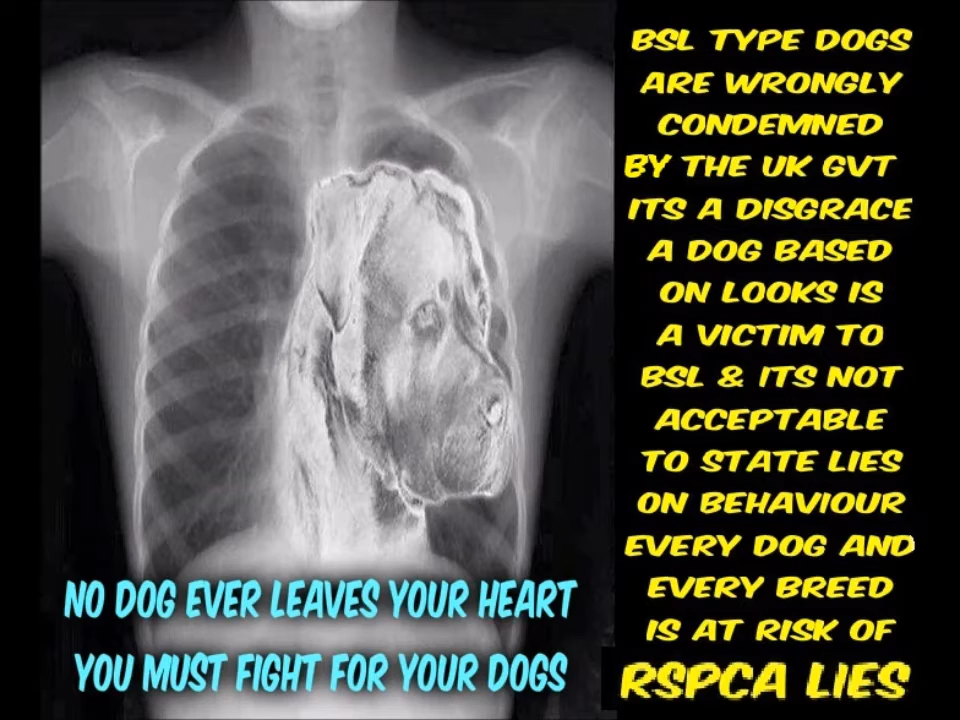 BSL TYPE DOGS
ARE WRONGLY
CONDEMNED
BY THE UK GVT
ITS A DISGRACE
A DOG BASED
ON LOOKS IS
A VICTIM TO
BSL & ITS NOT
ACCEPTABLE
TO STATE LIES
ON BEHAVIOUR
EVERY DOG AND
EVERY BREED
IS AT RISK OF
RSPCA LIES
NO DOG EVER LEAVES YOUR HEART
YOU MUST FIGHT FOR YOUR DOGS